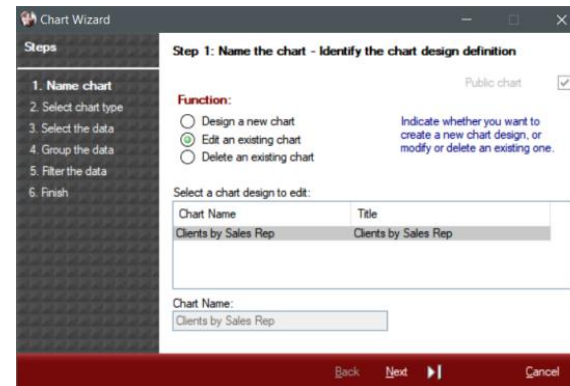 Chart Wizard
Steps
1. Name chart
2. Select chart type
3. Select the data
4. Group the data
5. Filter the data
6. Finish
Step 1: Name the chart - Identify the chart design definition
Public chart
Function:
Design a new chart
Edit an existing chart
Delete an existing chart
Indicate whether you want to
create a new chart design, or
modify or delete an existing one.
Select a chart design to edit:
Chart Name Title
Clients by Sales Rep Clients by Sales Rep
Chart Name:
Clients by Sales Rep
Back Next Cancel